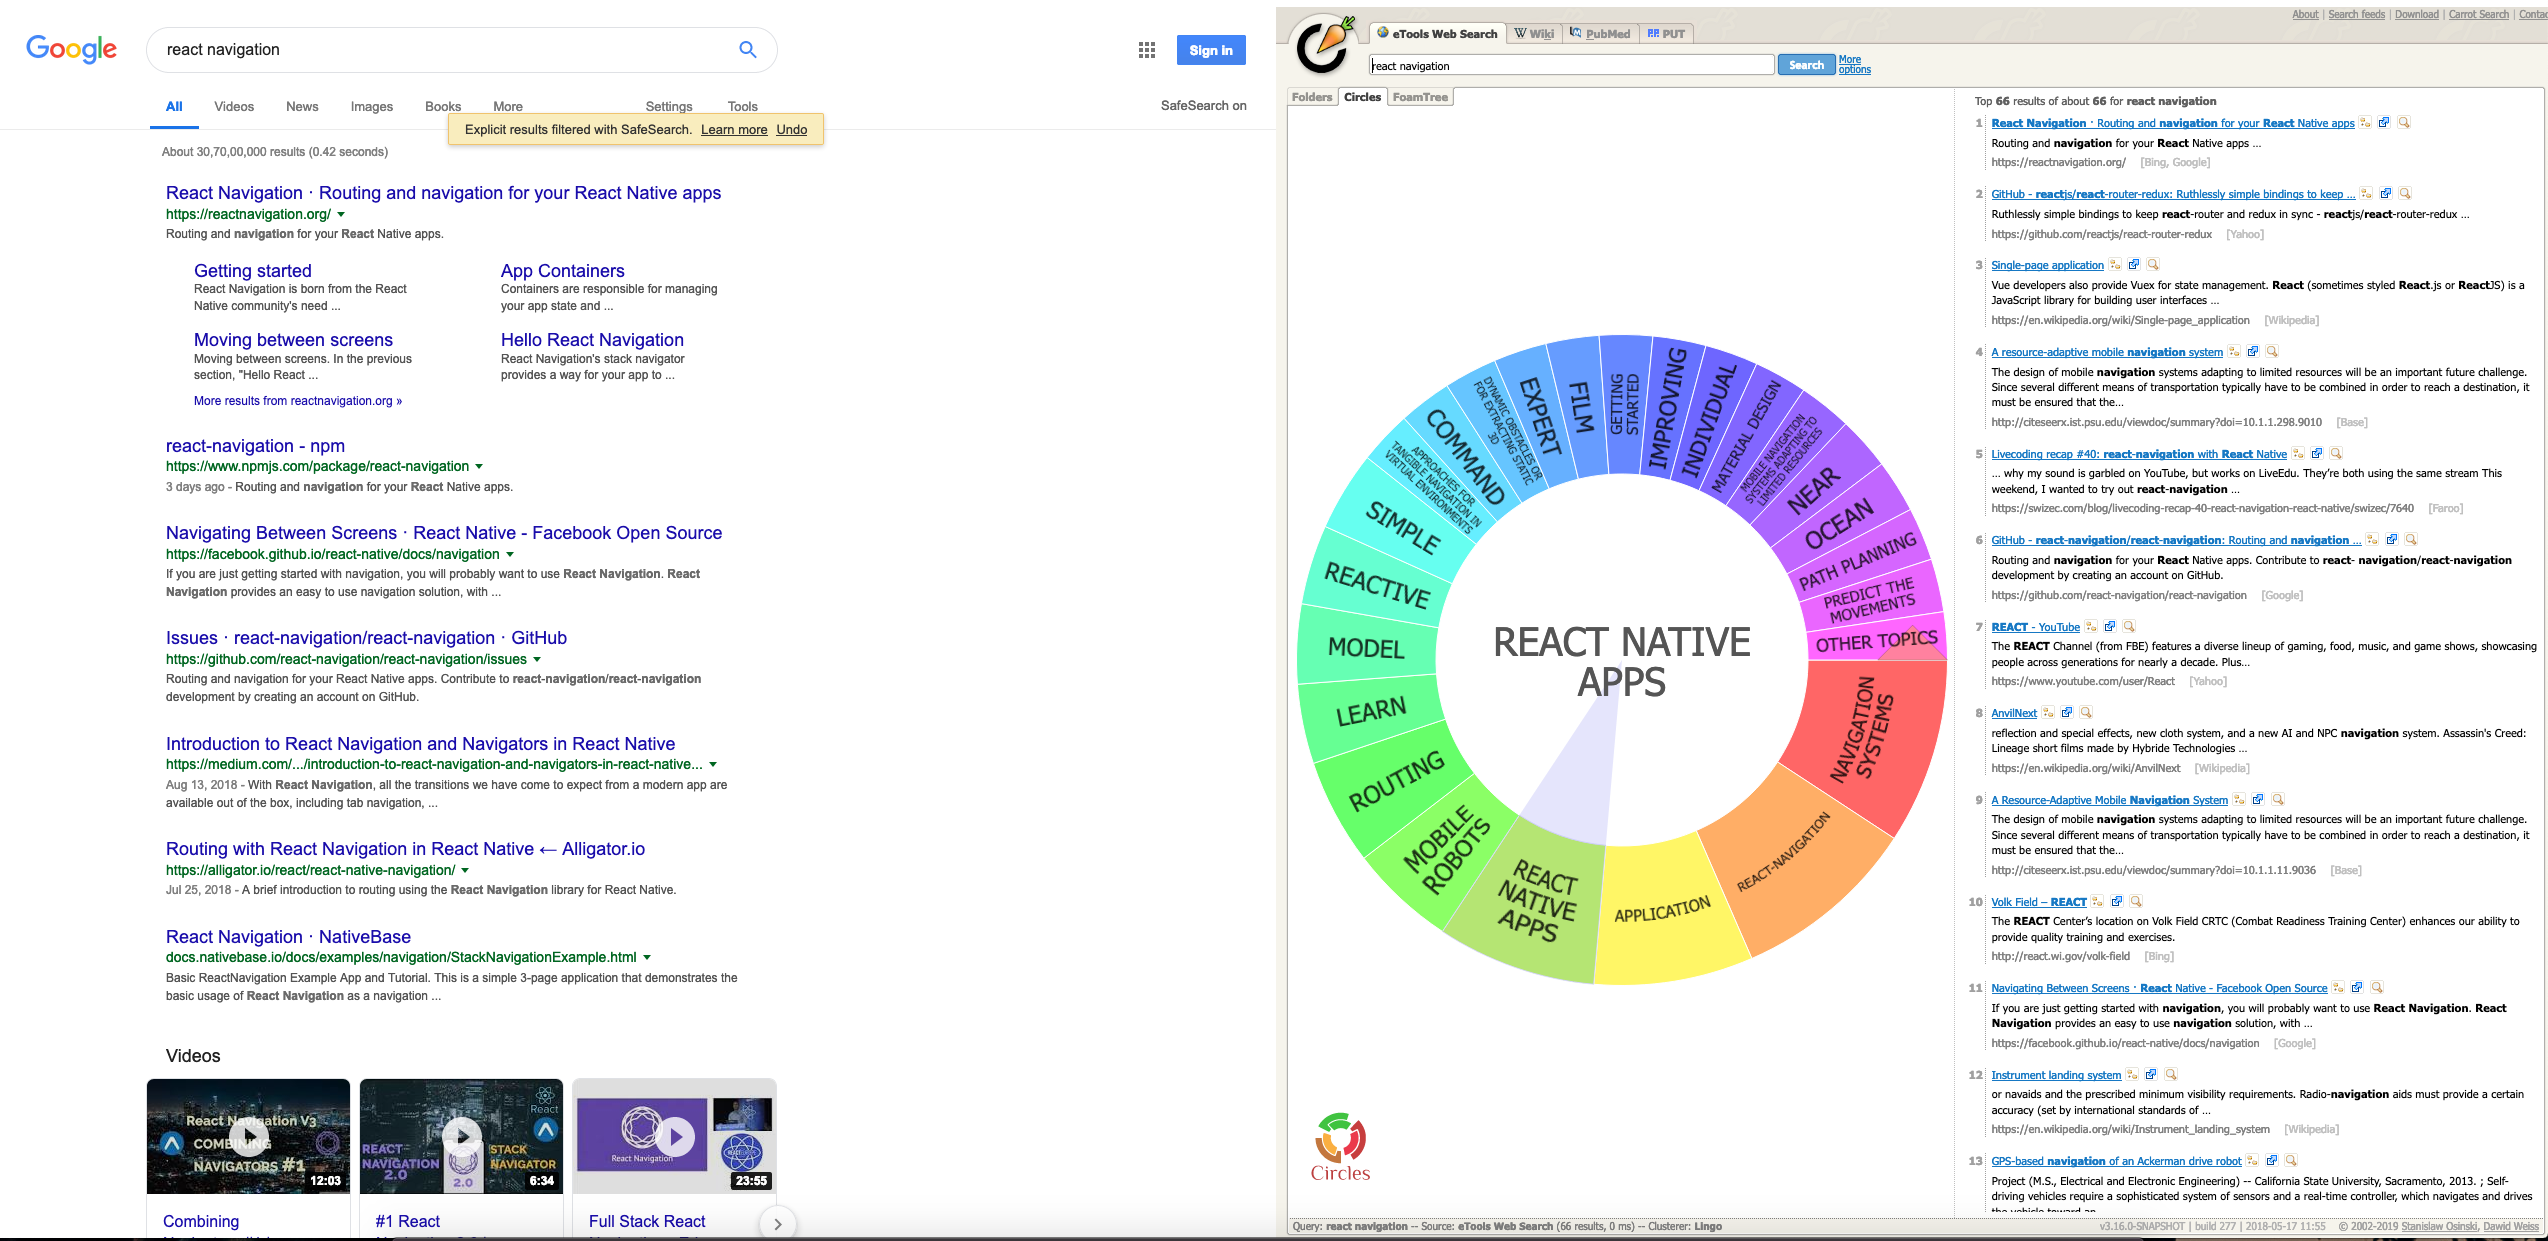 Google
react navigation
Sign in
All Videos News Images Books More Settings Tools
SafeSearch on
Explicit results filtered with SafeSearch. Learn more Undo
About 30,70,00,000 results (0.42 seconds)
React Navigation · Routing and navigation for your React Native apps
https://reactnavigation.org/
Routing and navigation for your React Native apps.
Getting started
React Navigation is born from the React
Native community's need ...
App Containers
Containers are responsible for managing
your app state and ...
Moving between screens
Moving between screens. In the previous
section, "Hello React ...
Hello React Navigation
React Navigation's stack navigator
provides a way for your app to ...
More results from reactnavigation.org »
react-navigation - npm
https://www.npmjs.com/package/react-navigation
3 days ago - Routing and navigation for your React Native apps.
Navigating Between Screens · React Native - Facebook Open Source
https://facebook.github.io/react-native/docs/navigation
If you are just getting started with navigation, you will probably want to use React Navigation. React
Navigation provides an easy to use navigation solution, with ...
Issues · react-navigation/react-navigation · GitHub
https://github.com/react-navigation/react-navigation/issues
Routing and navigation for your React Native apps. Contribute to react-navigation/react-navigation
development by creating an account on GitHub.
Introduction to React Navigation and Navigators in React Native
https://medium.com/.../introduction-to-react-navigation-and-navigators-in-react-native...
Aug 13, 2018 - With React Navigation, all the transitions we have come to expect from a modern app are
available out of the box, including tab navigation, ...
Routing with React Navigation in React Native ← Alligator.io
https://alligator.io/react/react-native-navigation/
Jul 25, 2018 - A brief introduction to routing using the React Navigation library for React Native.
React Navigation · NativeBase
docs.nativebase.io/docs/examples/navigation/StackNavigationExample.html
Basic ReactNavigation Example App and Tutorial. This is a simple 3-page application that demonstrates the
basic usage of React Navigation as a navigation ...
Videos
React Navigation V3
COMBINING
NAVIGATORS #1
12:03
Combining
React
REACT
NAVIGATION
2.0
2.0
STACK
NAVIGATOR
6:34
#1 React
React Navigation
23:55
Full Stack React
About | Search feeds | Download | Carrot Search |
eTools Web Search Wiki PubMed PUT
react navigation
Search
More
options
Folders Circles FoamTree
REACT NATIVE
APPS
NAVIGATION
SYSTEMS
REACT-NAVIGATION
APPLICATION
REACT
NATIVE
APPS
MOBILE
ROBOTS
ROUTING
LEARN
MODEL
REACTIVE
SIMPLE
APPROACHES FOR
TANGIBLE NAVIGATION IN
VIRTUAL ENVIRONMENTS
COMMAND
DYNAMIC OBSTACLES OR
FOR EXTRACTING STATIC
3D
EXPERT
FILM
GETTING
STARTED
IMPROVING
INDIVIDUAL
MATERIAL DESIGN
MOBILE NAVIGATION
SYSTEMS ADAPTING TO
LIMITED RESOURCES
NEAR
OCEAN
PATH PLANNING
PREDICT THE
MOVEMENTS
OTHER TOPICS
Circles
Top 66 results of about 66 for react navigation
1 React Navigation · Routing and navigation for your React Native apps
Routing and navigation for your React Native apps ...
https://reactnavigation.org/ [Bing, Google]
2 GitHub - reactjs/react-router-redux: Ruthlessly simple bindings to keep ...
Ruthlessly simple bindings to keep react-router and redux in sync - reactjs/react-router-redux ...
https://github.com/reactjs/react-router-redux [Yahoo]
3 Single-page application
Vue developers also provide Vuex for state management. React (sometimes styled React.js or ReactJS) is a
JavaScript library for building user interfaces ...
https://en.wikipedia.org/wiki/Single-page_application [Wikipedia]
4 A resource-adaptive mobile navigation system
The design of mobile navigation systems adapting to limited resources will be an important future challenge.
Since several different means of transportation typically have to be combined in order to reach a destination, it
must be ensured that the...
http://citeseerx.ist.psu.edu/viewdoc/summary?doi=10.1.1.298.9010 [Base]
5 Livecoding recap #40: react-navigation with React Native
... why my sound is garbled on YouTube, but works on LiveEdu. They're both using the same stream This
weekend, I wanted to try out react-navigation ...
https://swizec.com/blog/livecoding-recap-40-react-navigation-react-native/swizec/7640 [Faroo]
6 GitHub - react-navigation/react-navigation: Routing and navigation ...
Routing and navigation for your React Native apps. Contribute to react- navigation/react-navigation
development by creating an account on GitHub.
https://github.com/react-navigation/react-navigation [Google]
7 REACT - YouTube
The REACT Channel (from FBE) features a diverse lineup of gaming, food, music, and game shows, showcasing
people across generations for nearly a decade. Plus...
https://www.youtube.com/user/React [Yahoo]
8 AnvilNext
reflection and special effects, new cloth system, and a new AI and NPC navigation system. Assassin's Creed:
Lineage short films made by Hybride Technologies ...
https://en.wikipedia.org/wiki/AnvilNext [Wikipedia]
9 A Resource-Adaptive Mobile Navigation System
The design of mobile navigation systems adapting to limited resources will be an important future challenge.
Since several different means of transportation typically have to be combined in order to reach a destination, it
must be ensured that the...
http://citeseerx.ist.psu.edu/viewdoc/summary?doi=10.1.1.11.9036 [Base]
10 Volk Field – REACT
The REACT Center's location on Volk Field CRTC (Combat Readiness Training Center) enhances our ability to
provide quality training and exercises.
http://react.wi.gov/volk-field [Bing]
11 Navigating Between Screens · React Native - Facebook Open Source
If you are just getting started with navigation, you will probably want to use React Navigation. React
Navigation provides an easy to use navigation solution, with ...
https://facebook.github.io/react-native/docs/navigation [Google]
12 Instrument landing system
or navaids and the prescribed minimum visibility requirements. Radio-navigation aids must provide a certain
accuracy (set by international standards of ...
https://en.wikipedia.org/wiki/Instrument_landing_system [Wikipedia]
13 GPS-based navigation of an Ackerman drive robot
Project (M.S., Electrical and Electronic Engineering) -- California State University, Sacramento, 2013. ; Self-
driving vehicles require a sophisticated system of sensors and a real-time controller, which navigates and drives
Query: react navigation -- Source: eTools Web Search (66 results, 0 ms) -- Clusterer: Lingo
v3.16.0-SNAPSHOT | build 277 | 2018-05-17 11:55 © 2002-2019 Stanislaw Osinski, Dawid Weiss